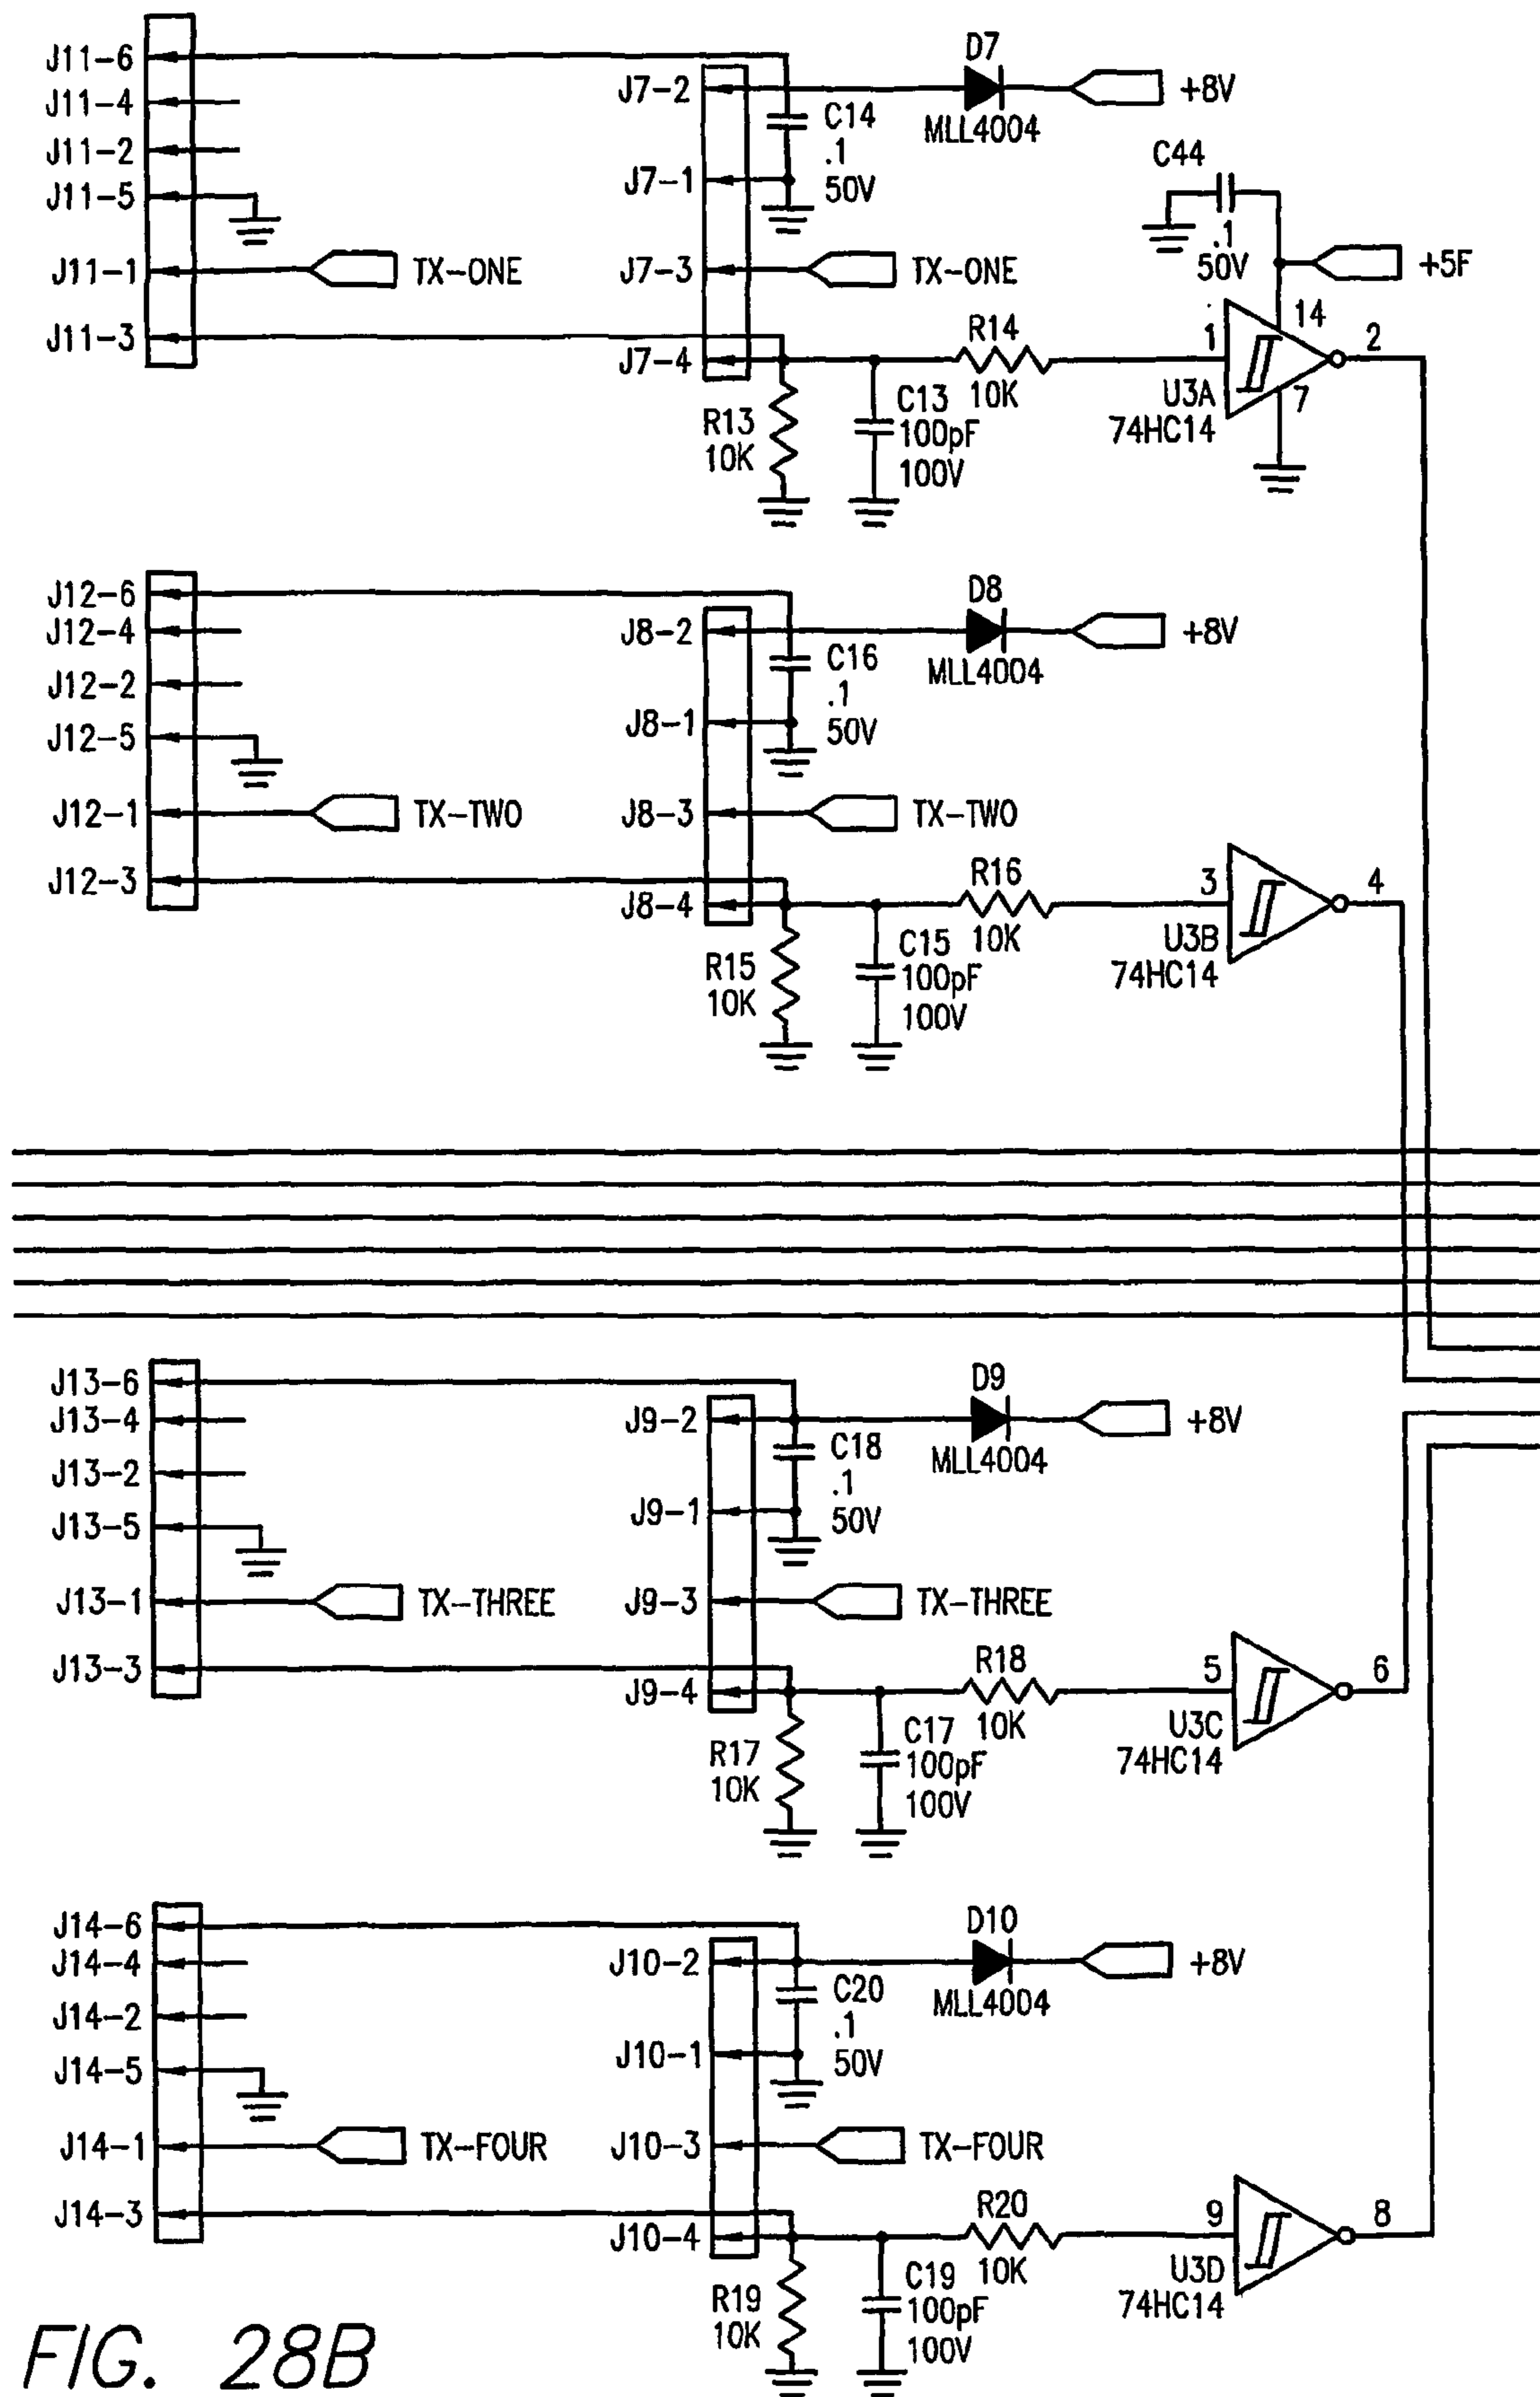 J11-6
J11-4
J11-2
J11-5
J11-1
TX-ONE
J11-3
J7-2
J7-1
J7-3
TX-ONE
J7-4
C14
.1
50V
D7
MLL4004
+8V
C44
.1
50V
+5F
R13
10K
C13
100pF
100V
R14
10K
1
14
2
7
U3A
74HC14
J12-6
J12-4
J12-2
J12-5
J12-1
TX-TWO
J12-3
J8-2
J8-1
J8-3
TX-TWO
J8-4
C16
.1
50V
D8
MLL4004
+8V
R15
10K
C15
100pF
100V
R16
10K
3
4
U3B
74HC14
J13-6
J13-4
J13-2
J13-5
J13-1
TX-THREE
J13-3
J9-2
J9-1
J9-3
TX-THREE
J9-4
C18
.1
50V
D9
MLL4004
+8V
R17
10K
C17
100pF
100V
R18
10K
5
6
U3C
74HC14
J14-6
J14-4
J14-2
J14-5
J14-1
TX-FOUR
J14-3
J10-2
J10-1
J10-3
TX-FOUR
J10-4
C20
.1
50V
D10
MLL4004
+8V
R19
10K
C19
100pF
100V
R20
10K
9
8
U3D
74HC14
FIG. 28B